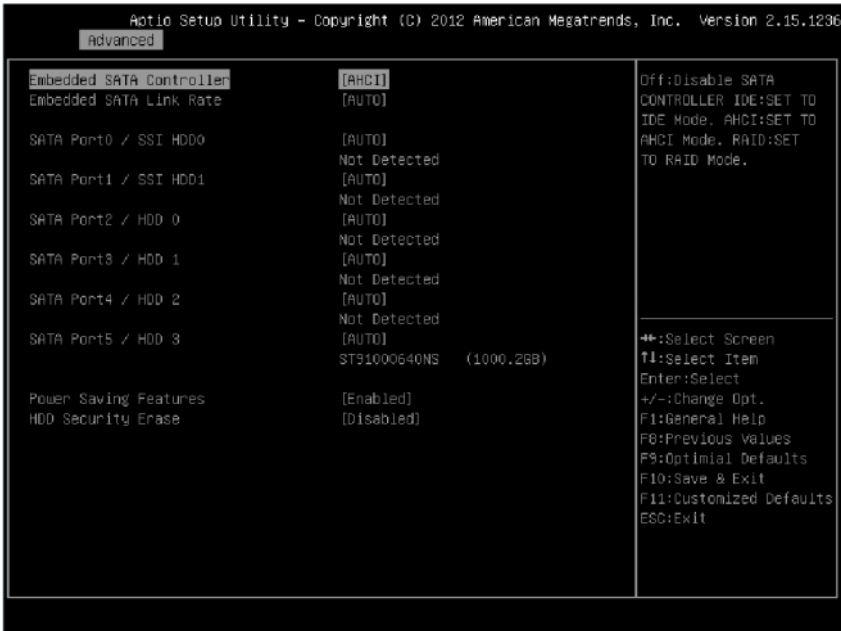 Aptio Setup Utility - Copyright (C) 2012 American Megatrends, Inc. Version 2.15.1236
Advanced
Embedded SATA Controller [AHCI]
Embedded SATA Link Rate [AUTO]
SATA Port0 / SSI HDD0 [AUTO]
Not Detected
SATA Port1 / SSI HDD1 [AUTO]
Not Detected
SATA Port2 / HDD 0 [AUTO]
Not Detected
SATA Port3 / HDD 1 [AUTO]
Not Detected
SATA Port4 / HDD 2 [AUTO]
Not Detected
SATA Port5 / HDD 3 [AUTO]
ST91000640NS (1000.2GB)
Power Saving Features [Enabled]
HDD Security Erase [Disabled]
Off:Disable SATA
CONTROLLER IDE:SET TO
IDE Mode. AHCI:SET TO
AHCI Mode. RAID:SET
TO RAID Mode.
→←:Select Screen
↑↓:Select Item
Enter:Select
+/-:Change Opt.
F1:General Help
F8:Previous Values
F9:Optimial Defaults
F10:Save & Exit
F11:Customized Defaults
ESC:Exit